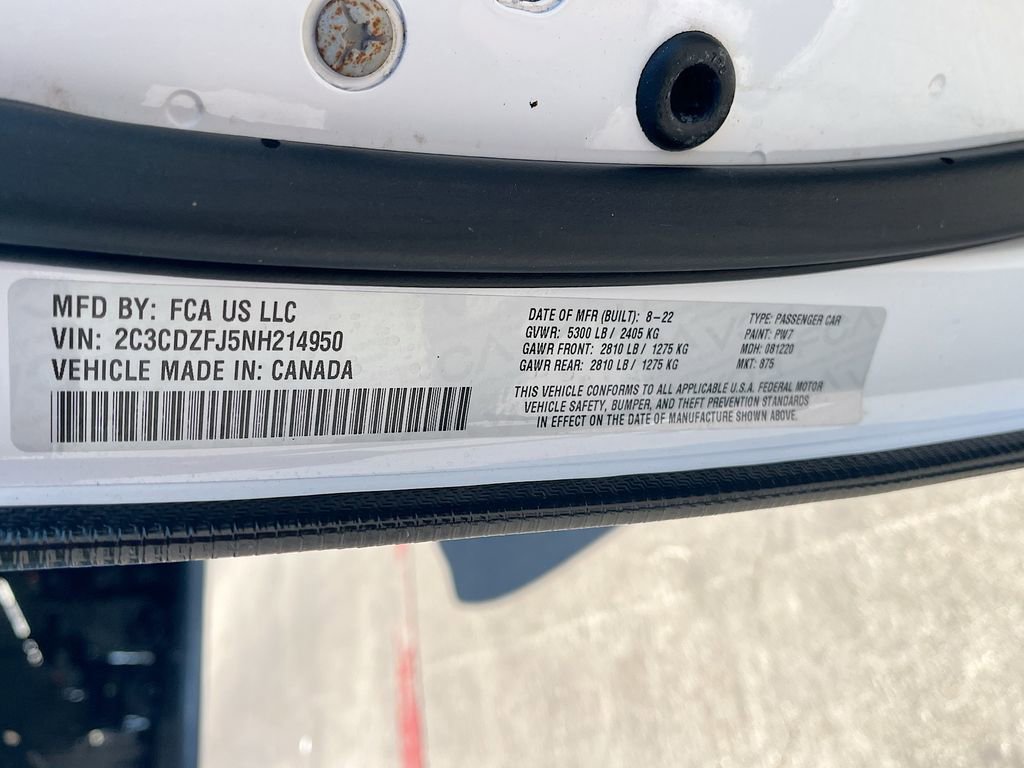 MFD BY: FCA US LLC
VIN: 2C3CDZFJ5NH214950
VEHICLE MADE IN: CANADA
DATE OF MFR (BUILT): 8-22
GVWR: 5300 LB / 2405 KG
GAWR FRONT: 2810 LB / 1275 KG
GAWR REAR: 2810 LB / 1275 KG
TYPE: PASSENGER CAR
PAINT: PW7
MDH: 081220
MKT: 875
THIS VEHICLE CONFORMS TO ALL APPLICABLE U.S.A. FEDERAL MOTOR
VEHICLE SAFETY, BUMPER, AND THEFT PREVENTION STANDARDS
IN EFFECT ON THE DATE OF MANUFACTURE SHOWN ABOVE.